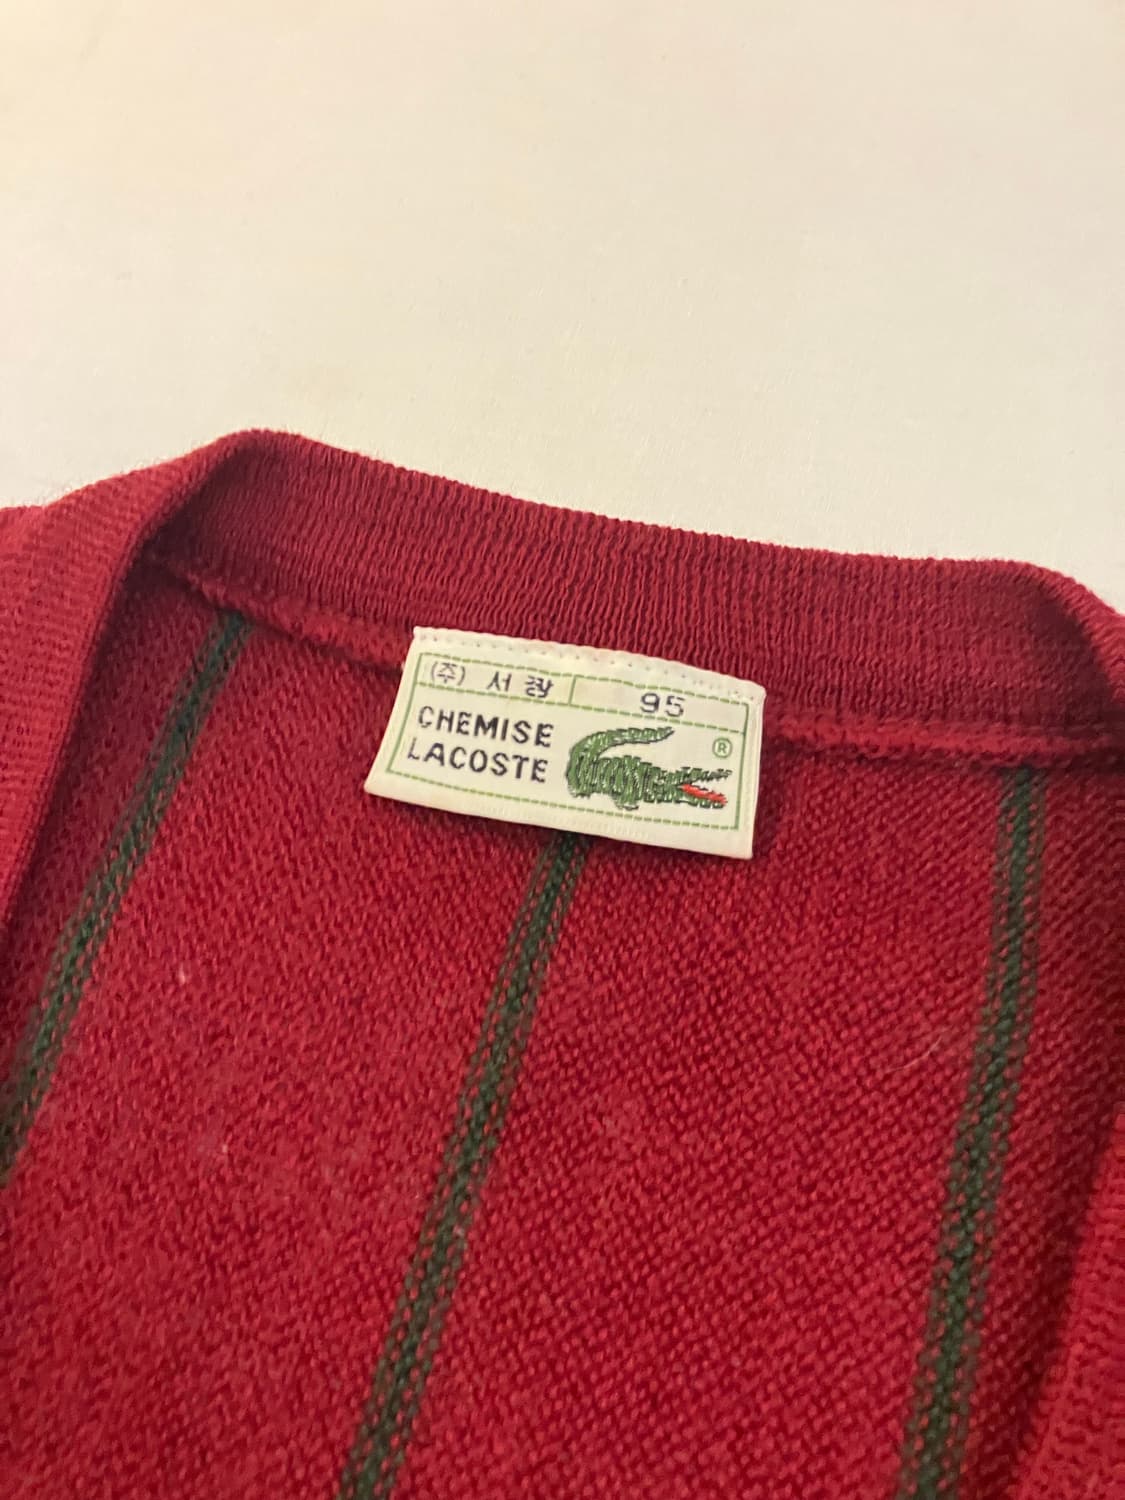 (주) 서광 95
CHEMISE
LACOSTE ®